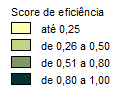 Score de eficiência
até 0,25
de 0,26 a 0,50
de 0,51 a 0,80
de 0,80 a 1,00